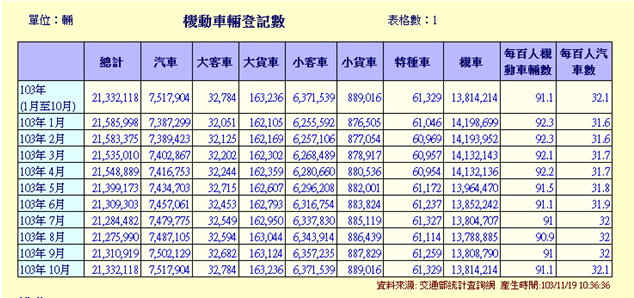 單位：輛 機動車輛登記數 表格數：1
總計 汽車 大客車 大貨車 小客車 小貨車 特種車 機車 每百人機動車輛數 每百人汽車數
103年
(1月至10月) 21,332,118 7,517,904 32,784 163,236 6,371,539 889,016 61,329 13,814,214 91.1 32.1
103年 1月 21,585,998 7,387,299 32,051 162,105 6,255,592 876,505 61,046 14,198,699 92.3 31.6
103年 2月 21,583,375 7,389,423 32,125 162,169 6,257,106 877,054 60,969 14,193,952 92.3 31.6
103年 3月 21,535,010 7,402,867 32,202 162,302 6,268,489 878,917 60,957 14,132,143 92.1 31.7
103年 4月 21,548,889 7,416,753 32,244 162,359 6,280,660 880,536 60,954 14,132,136 92.2 31.7
103年 5月 21,399,173 7,434,703 32,715 162,607 6,296,208 882,001 61,172 13,964,470 91.5 31.8
103年 6月 21,309,303 7,457,061 32,453 162,793 6,316,754 883,824 61,237 13,852,242 91.1 31.9
103年 7月 21,284,482 7,479,775 32,549 162,950 6,337,830 885,119 61,327 13,804,707 91 32
103年 8月 21,275,990 7,487,105 32,594 163,044 6,343,914 886,439 61,114 13,788,885 90.9 32
103年 9月 21,310,919 7,502,129 32,682 163,124 6,357,235 887,829 61,259 13,808,790 91 32
103年 10月 21,332,118 7,517,904 32,784 163,236 6,371,539 889,016 61,329 13,814,214 91.1 32.1
資料來源: 交通部統計查詢網 產生時間:103/11/19 10:36:36